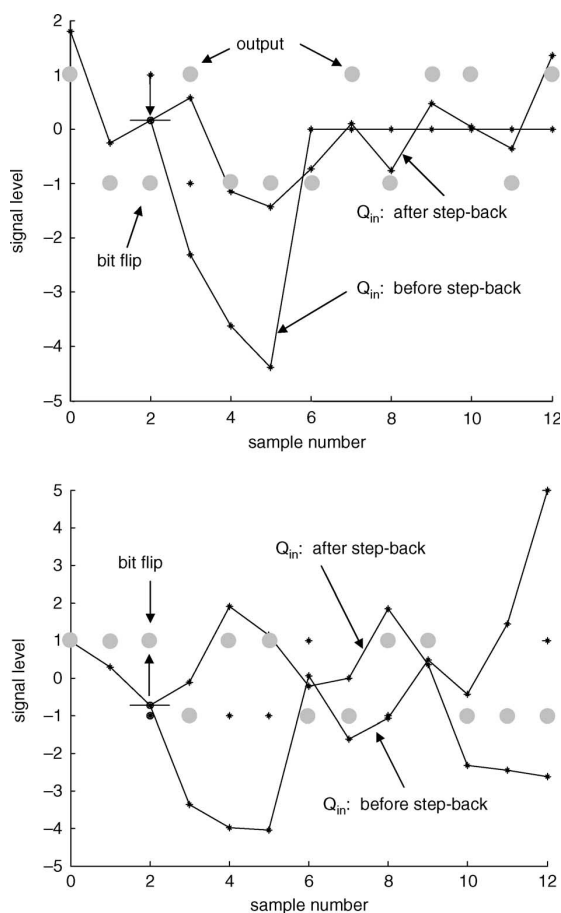 output
2
1
0
−1
−2
−3
−4
−5
signal level
bit flip
Q_in: after step-back
Q_in: before step-back
0 2 4 6 8 10 12
sample number
5
4
3
2
1
0
−1
−2
−3
−4
−5
signal level
bit flip
Q_in: after step-back
Q_in: before step-back
0 2 4 6 8 10 12
sample number